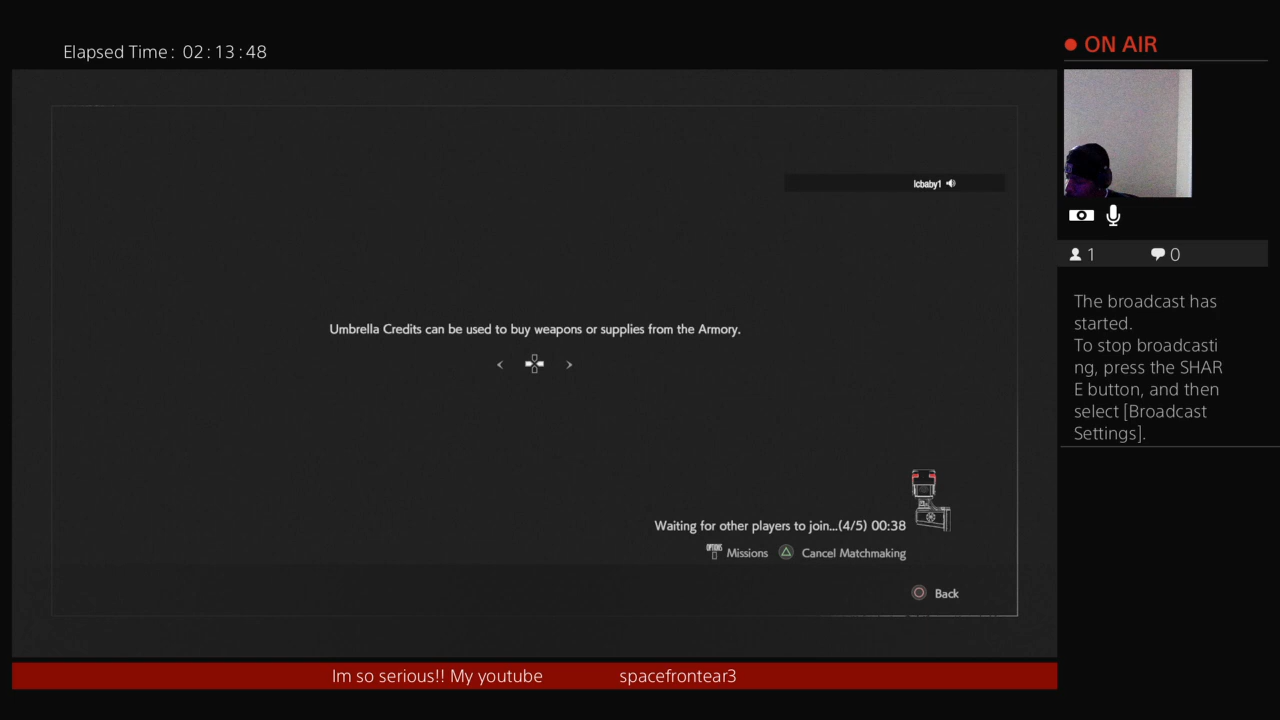 Elapsed Time: 02:13:48
ON AIR
lcbaby1
1 0
Umbrella Credits can be used to buy weapons or supplies from the Armory.
The broadcast has
started.
To stop broadcasti
ng, press the SHAR
E button, and then
select [Broadcast
Settings].
Waiting for other players to join...(4/5) 00:38
OPTIONS Missions Cancel Matchmaking
Back
Im so serious!! My youtube spacefrontear3